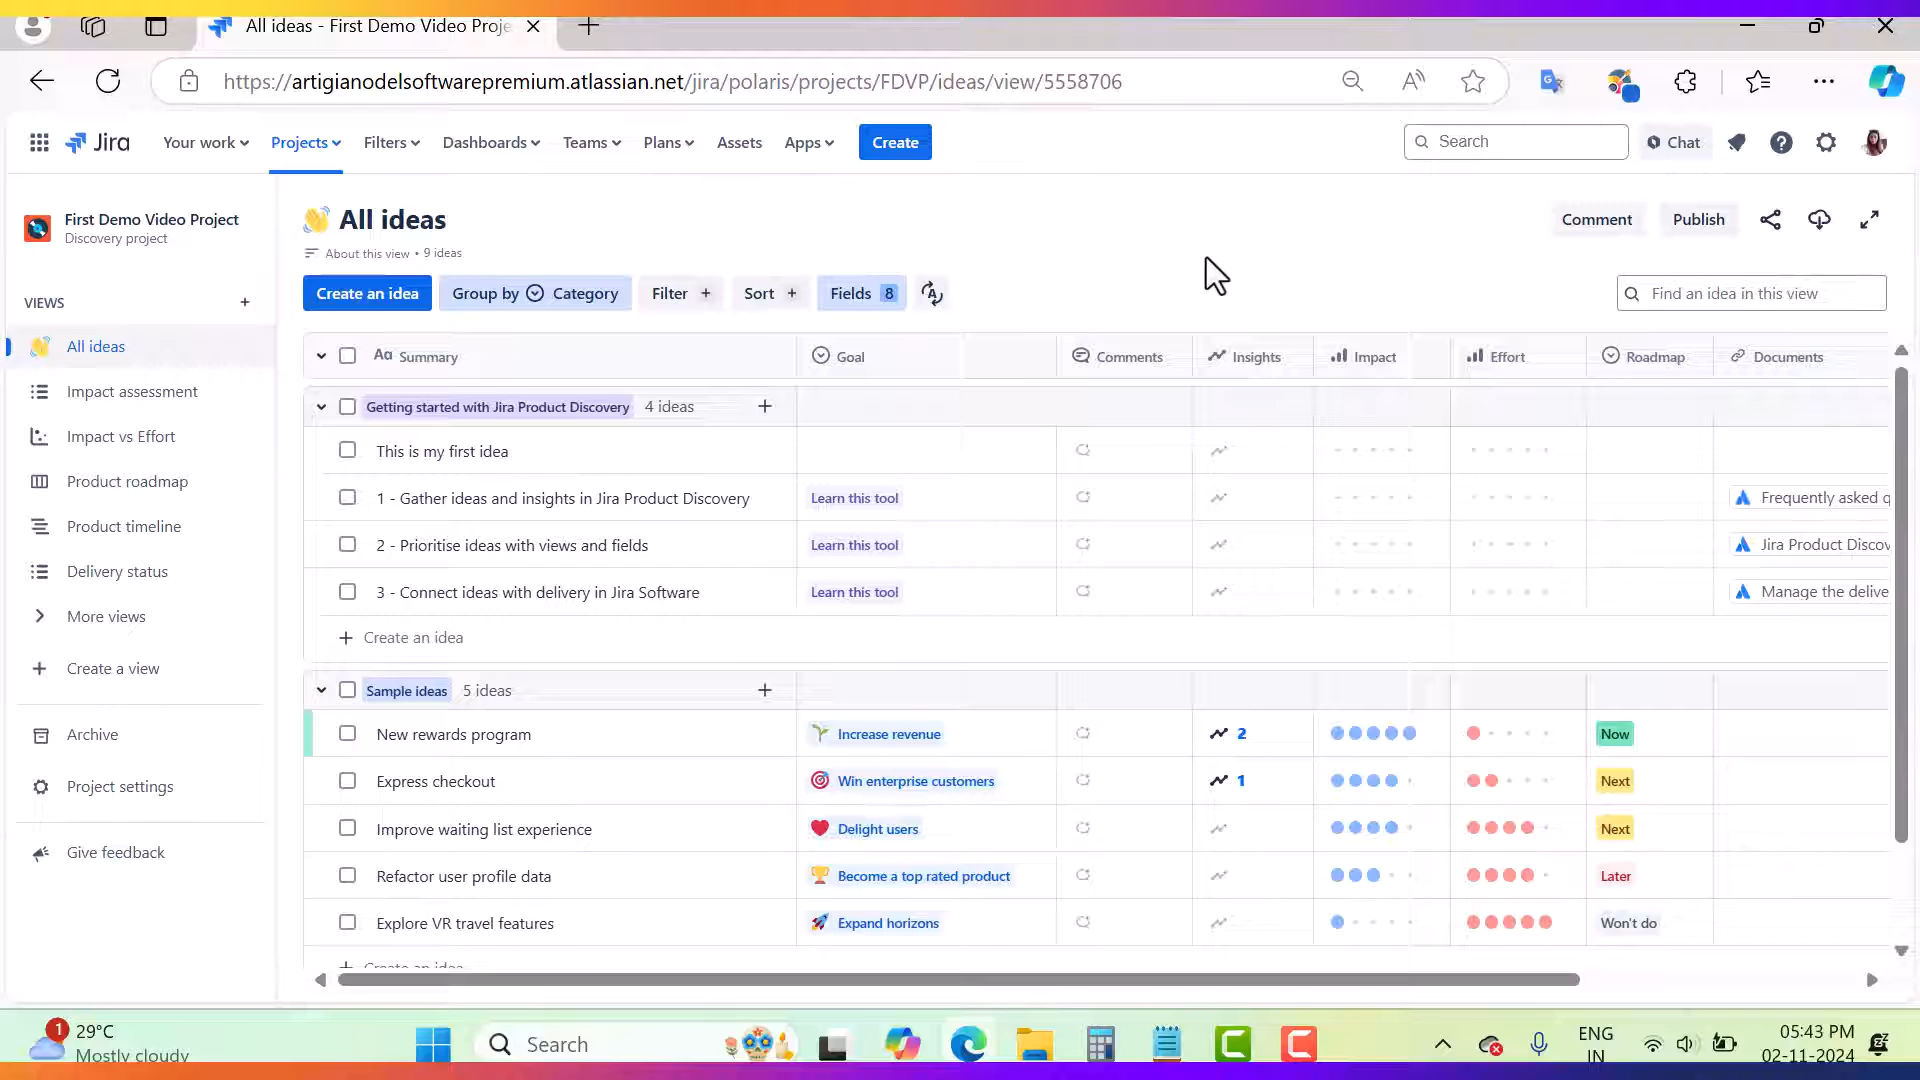 All ideas - First Demo Video Proje
https://artigianodelsoftwarepremium.atlassian.net/jira/polaris/projects/FDVP/ideas/view/5558706
Jira Your work Projects Filters Dashboards Teams Plans Assets Apps Create Search Chat
First Demo Video Project
Discovery project
VIEWS
All ideas
Impact assessment
Impact vs Effort
Product roadmap
Product timeline
Delivery status
More views
Create a view
Archive
Project settings
Give feedback
All ideas
Comment Publish
About this view • 9 ideas
Create an idea Group by Category Filter Sort Fields 8 Find an idea in this view
Aa Summary Goal Comments Insights Impact Effort Roadmap Documents
Getting started with Jira Product Discovery 4 ideas
This is my first idea
1 - Gather ideas and insights in Jira Product Discovery Learn this tool Frequently asked q
2 - Prioritise ideas with views and fields Learn this tool Jira Product Discov
3 - Connect ideas with delivery in Jira Software Learn this tool Manage the delive
Create an idea
Sample ideas 5 ideas
New rewards program Increase revenue 2 Now
Express checkout Win enterprise customers 1 Next
Improve waiting list experience Delight users Next
Refactor user profile data Become a top rated product Later
Explore VR travel features Expand horizons Won't do
Create an idea
1 29°C
Mostly cloudy
Search
ENG
IN
05:43 PM
02-11-2024